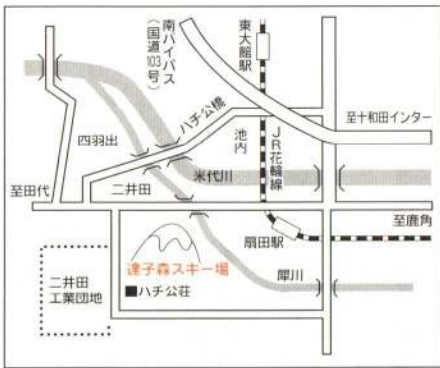 南バイパス
(国道103号)
東大館駅
至十和田インター
ハチ公橋
四羽出
池内
JR花輪線
二井田
米代川
至田代
至鹿角
扇田駅
達子森スキー場
■ハチ公荘
犀川
二井田
工業団地